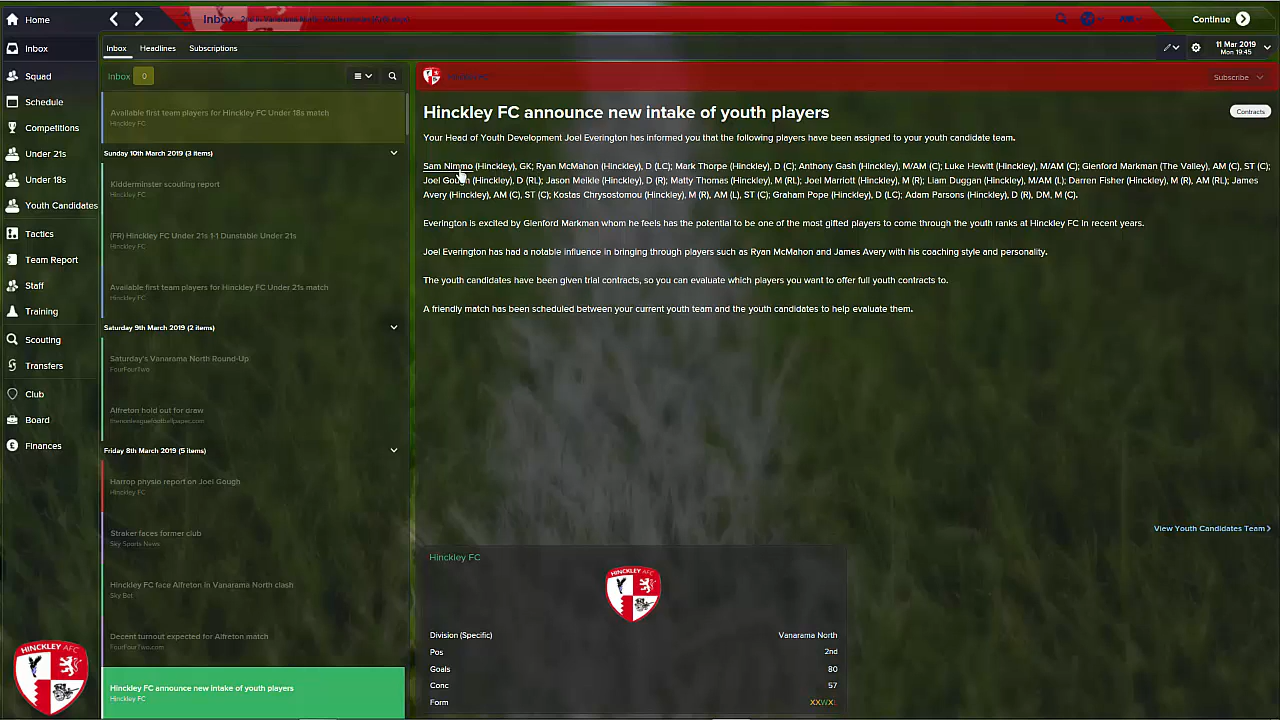 Home
Inbox
Continue
11 Mar 2019
Mon 19:45
Inbox
Squad
Schedule
Competitions
Under 21s
Under 18s
Youth Candidates
Tactics
Team Report
Staff
Training
Scouting
Transfers
Club
Board
Finances
HINCKLEY AFC
Inbox Headlines Subscriptions
Inbox 0
Available first team players for Hinckley FC Under 18s match
Hinckley FC
Sunday 10th March 2019 (3 items)
Kidderminster scouting report
Hinckley FC
(FR) Hinckley FC Under 21s 1-1 Dunstable Under 21s
Hinckley FC
Available first team players for Hinckley FC Under 21s match
Hinckley FC
Saturday 9th March 2019 (2 items)
Saturday's Vanarama North Round-Up
FourFourTwo
Alfreton hold out for draw
thenonleaguefootballpaper.com
Friday 8th March 2019 (5 items)
Harrop physio report on Joel Gough
Hinckley FC
Straker faces former club
Sky Sports News
Hinckley FC face Alfreton in Vanarama North clash
Sky Bet
Decent turnout expected for Alfreton match
FourFourTwo.com
Hinckley FC announce new intake of youth players
Hinckley FC
Hinckley FC
Subscribe
Hinckley FC announce new intake of youth players
Contracts
Your Head of Youth Development Joel Everington has informed you that the following players have been assigned to your youth candidate team.
Sam Nimmo (Hinckley), GK; Ryan McMahon (Hinckley), D (LC); Mark Thorpe (Hinckley), D (C); Anthony Gash (Hinckley), M/AM (C); Luke Hewitt (Hinckley), M/AM (C); Glenford Markman (The Valley), AM (C), ST (C);
Joel Gough (Hinckley), D (RL); Jason Meikle (Hinckley), D (R); Matty Thomas (Hinckley), M (RL); Joel Marriott (Hinckley), M (R); Liam Duggan (Hinckley), M/AM (L); Darren Fisher (Hinckley), M (R), AM (RL); James
Avery (Hinckley), AM (C), ST (C); Kostas Chrysostomou (Hinckley), M (R), AM (L), ST (C); Graham Pope (Hinckley), D (LC); Adam Parsons (Hinckley), D (R), DM, M (C).
Everington is excited by Glenford Markman whom he feels has the potential to be one of the most gifted players to come through the youth ranks at Hinckley FC in recent years.
Joel Everington has had a notable influence in bringing through players such as Ryan McMahon and James Avery with his coaching style and personality.
The youth candidates have been given trial contracts, so you can evaluate which players you want to offer full youth contracts to.
A friendly match has been scheduled between your current youth team and the youth candidates to help evaluate them.
View Youth Candidates Team
Hinckley FC
HINCKLEY AFC
Division (Specific) Vanarama North
Pos 2nd
Goals 80
Conc 57
Form XXWXL